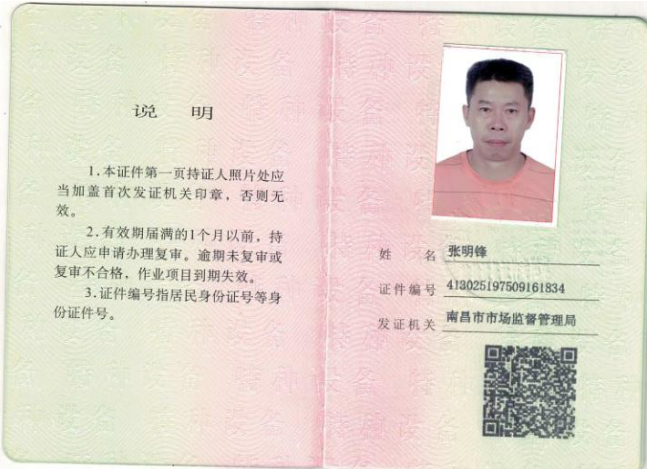 说 明
1.本证件第一页持证人照片处应
当加盖首次发证机关印章，否则无
效。
2.有效期届满的1个月以前，持
证人应申请办理复审。逾期未复审或
复审不合格，作业项目到期失效。
3.证件编号指居民身份证号等身
份证件号。
姓 名 张明锋
证件编号 413025197509161834
发证机关 南昌市市场监督管理局